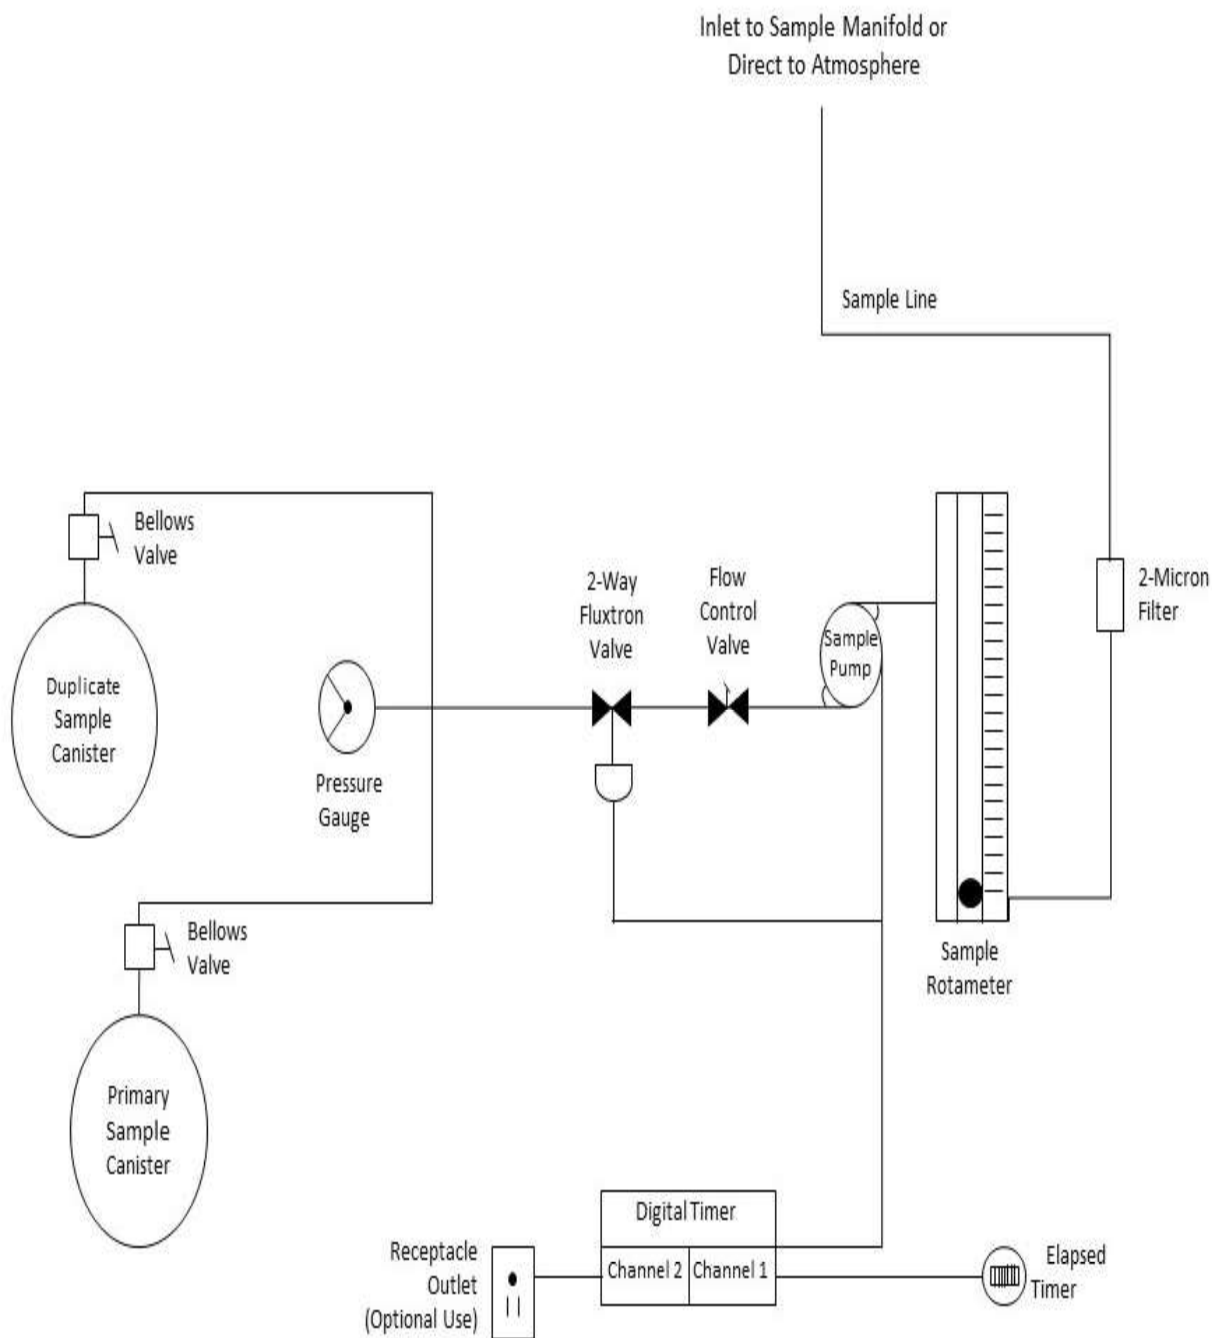 Inlet to Sample Manifold or
Direct to Atmosphere
Sample Line
Bellows
Valve
2-Way
Fluxtron
Valve
Flow
Control
Valve
Sample
Pump
2-Micron
Filter
Duplicate
Sample
Canister
Pressure
Gauge
Bellows
Valve
Sample
Rotameter
Primary
Sample
Canister
Digital Timer
Channel 2
Channel 1
Receptacle
Outlet
(Optional Use)
Elapsed
Timer